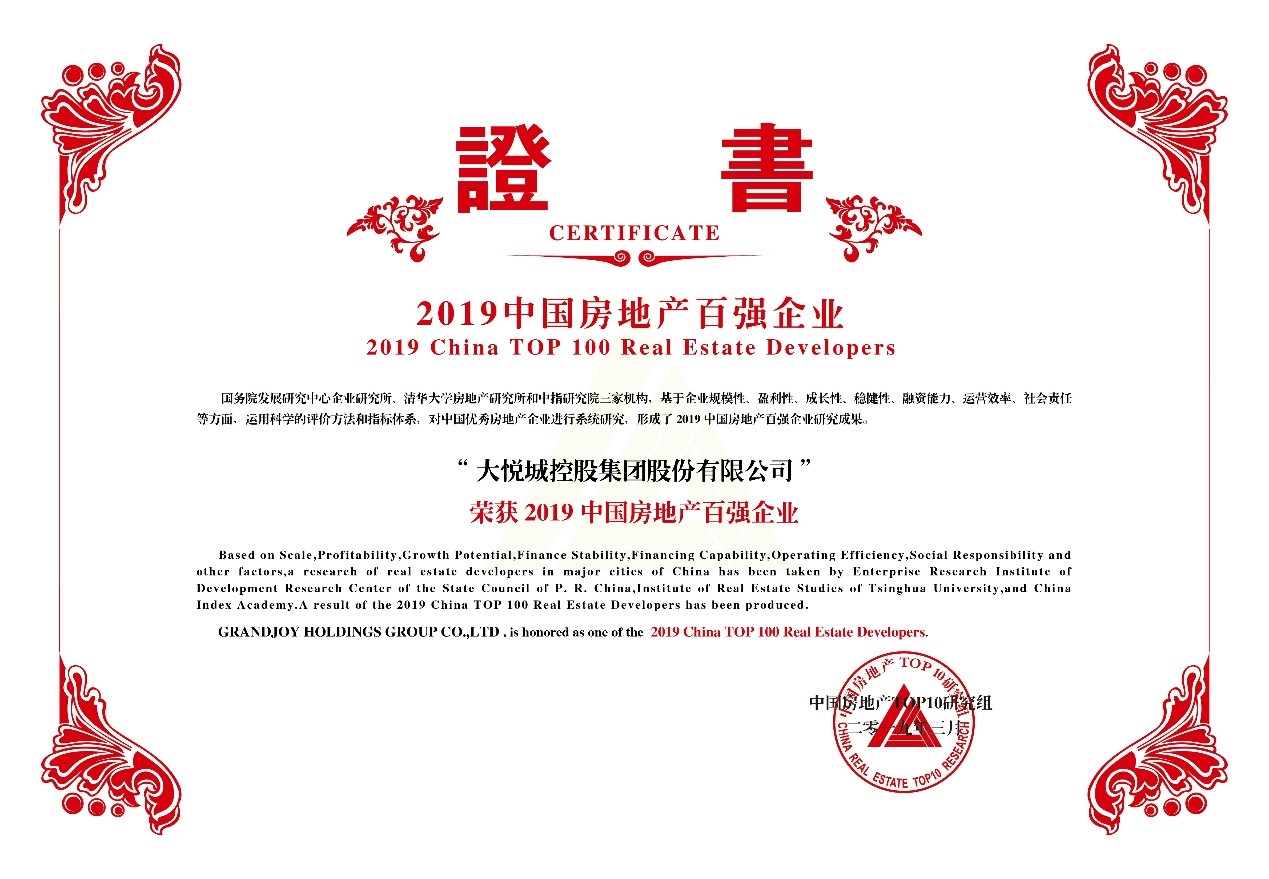 證 書
CERTIFICATE
2019中国房地产百强企业
2019 China TOP 100 Real Estate Developers
国务院发展研究中心企业研究所、清华大学房地产研究所和中指研究院三家机构，基于企业规模性、盈利性、成长性、稳健性、融资能力、运营效率、社会责任
等方面，运用科学的评价方法和指标体系，对中国优秀房地产企业进行系统研究，形成了 2019 中国房地产百强企业研究成果。
“ 大悦城控股集团股份有限公司 ”
荣获 2019 中国房地产百强企业
Based on Scale,Profitability,Growth Potential,Finance Stability,Financing Capability,Operating Efficiency,Social Responsibility and
other factors,a research of real estate developers in major cities of China has been taken by Enterprise Research Institute of
Development Research Center of the State Council of P. R. China,Institute of Real Estate Studies of Tsinghua University,and China
Index Academy.A result of the 2019 China TOP 100 Real Estate Developers has been produced.
GRANDJOY HOLDINGS GROUP CO.,LTD . is honored as one of the 2019 China TOP 100 Real Estate Developers.
中国房地产TOP10研究组
二零一九年三月
中国房地产TOP10研究组
CHINA REAL ESTATE TOP10 RESEARCH